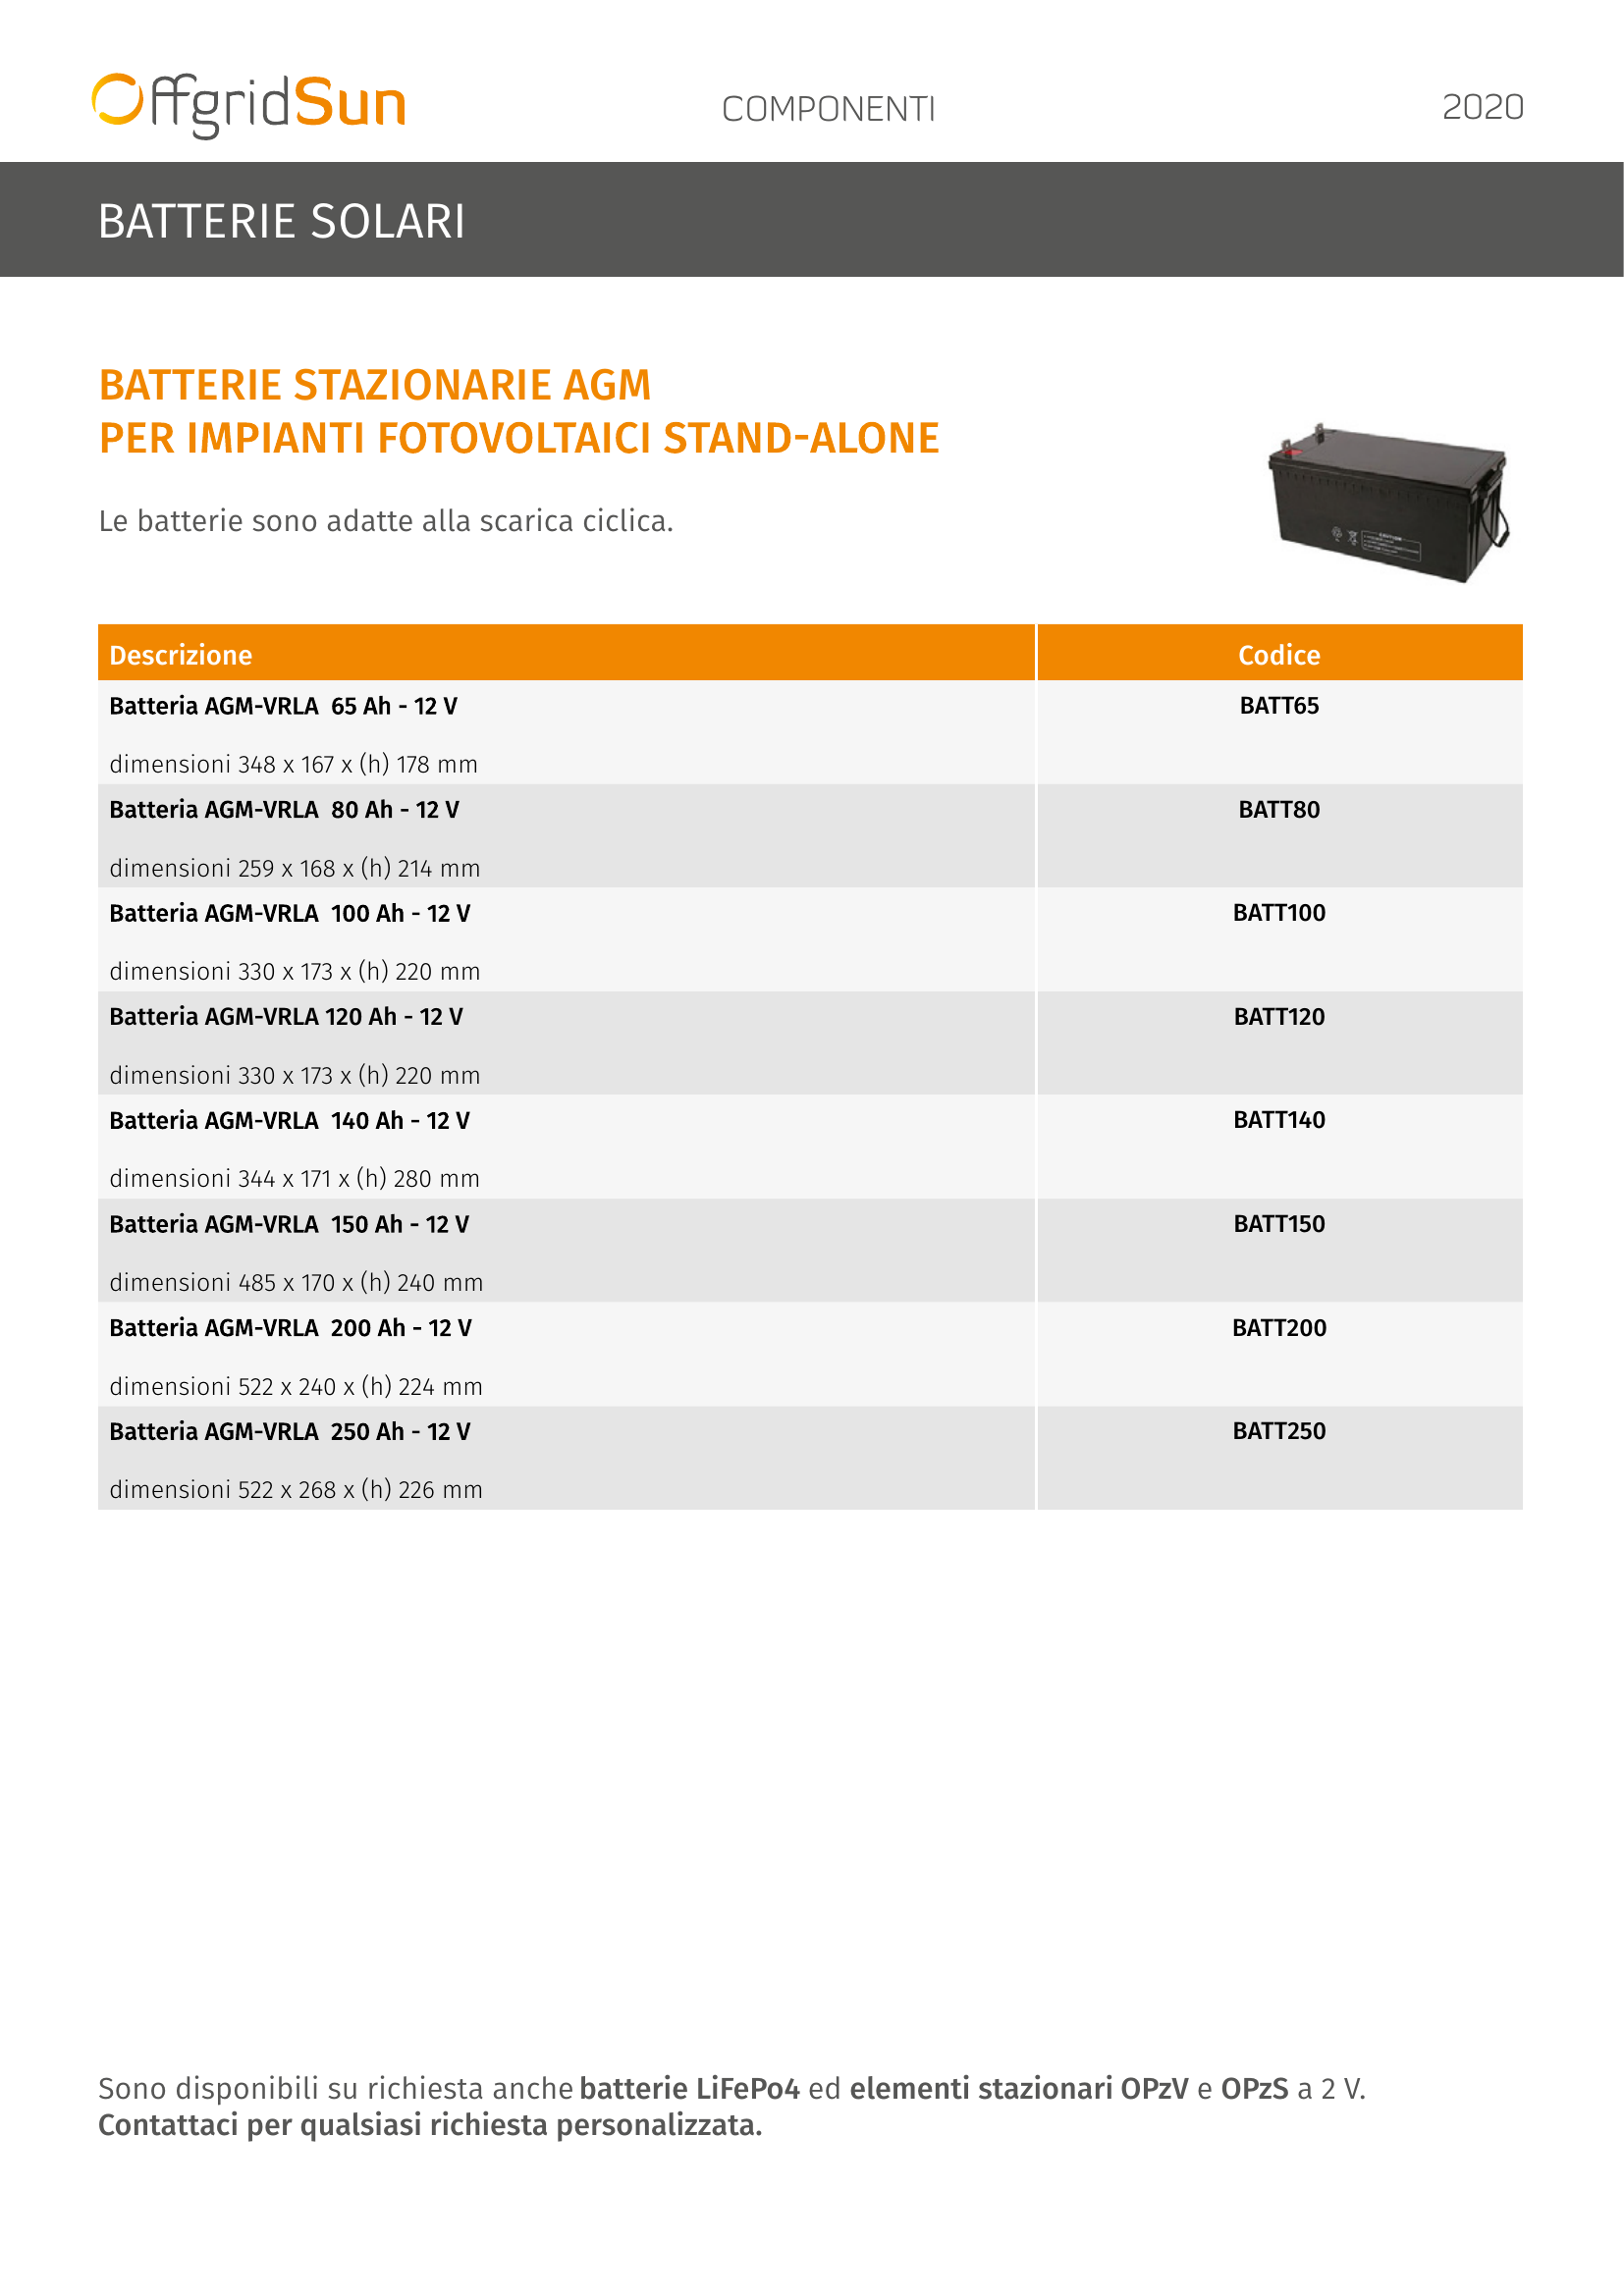 OffgridSun
COMPONENTI
2020
BATTERIE SOLARI
BATTERIE STAZIONARIE AGM
PER IMPIANTI FOTOVOLTAICI STAND-ALONE
Le batterie sono adatte alla scarica ciclica.
Descrizione Codice
Batteria AGM-VRLA 65 Ah - 12 V BATT65
dimensioni 348 x 167 x (h) 178 mm
Batteria AGM-VRLA 80 Ah - 12 V BATT80
dimensioni 259 x 168 x (h) 214 mm
Batteria AGM-VRLA 100 Ah - 12 V BATT100
dimensioni 330 x 173 x (h) 220 mm
Batteria AGM-VRLA 120 Ah - 12 V BATT120
dimensioni 330 x 173 x (h) 220 mm
Batteria AGM-VRLA 140 Ah - 12 V BATT140
dimensioni 344 x 171 x (h) 280 mm
Batteria AGM-VRLA 150 Ah - 12 V BATT150
dimensioni 485 x 170 x (h) 240 mm
Batteria AGM-VRLA 200 Ah - 12 V BATT200
dimensioni 522 x 240 x (h) 224 mm
Batteria AGM-VRLA 250 Ah - 12 V BATT250
dimensioni 522 x 268 x (h) 226 mm
Sono disponibili su richiesta anche batterie LiFePo4 ed elementi stazionari OPzV e OPzS a 2 V.
Contattaci per qualsiasi richiesta personalizzata.